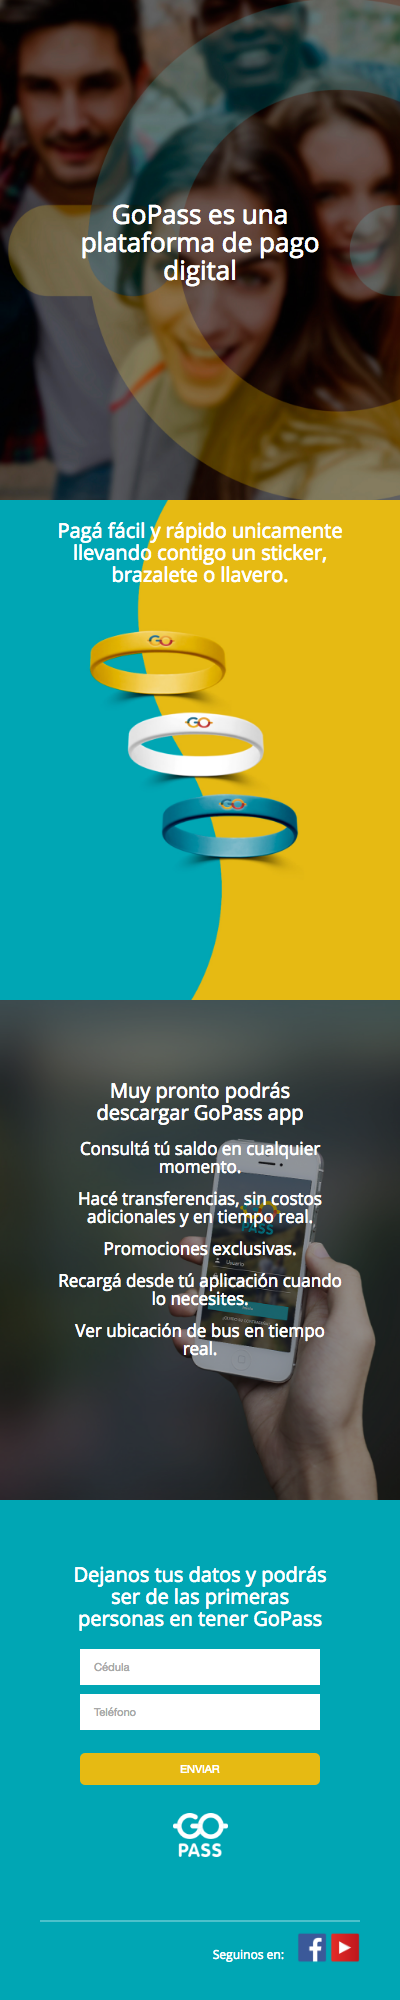 GoPass es una
plataforma de pago
digital
Pagá fácil y rápido unicamente
llevando contigo un sticker,
brazalete o llavero.
GO
GO
GO
Muy pronto podrás
descargar GoPass app
Consultá tú saldo en cualquier
momento.
Hacé transferencias, sin costos
adicionales y en tiempo real.
Promociones exclusivas.
Recargá desde tú aplicación cuando
lo necesites.
Ver ubicación de bus en tiempo
real.
GO
PASS
Usuario
Dejanos tus datos y podrás
ser de las primeras
personas en tener GoPass
Cédula
Teléfono
ENVIAR
GO
PASS
Seguinos en: